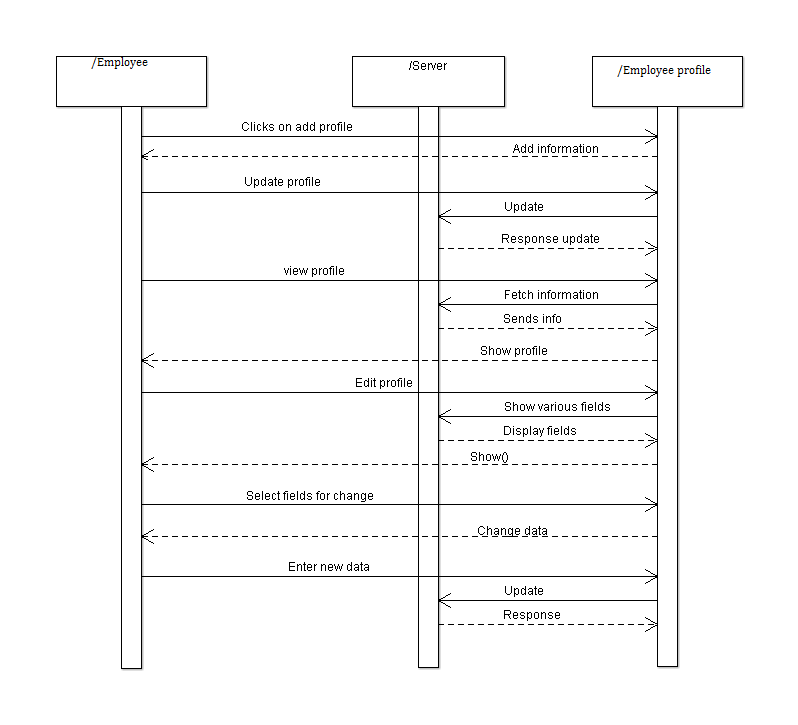 /Employee
/Server
/Employee profile
Clicks on add profile
Add information
Update profile
Update
Response update
view profile
Fetch information
Sends info
Show profile
Edit profile
Show various fields
Display fields
Show()
Select fields for change
Change data
Enter new data
Update
Response